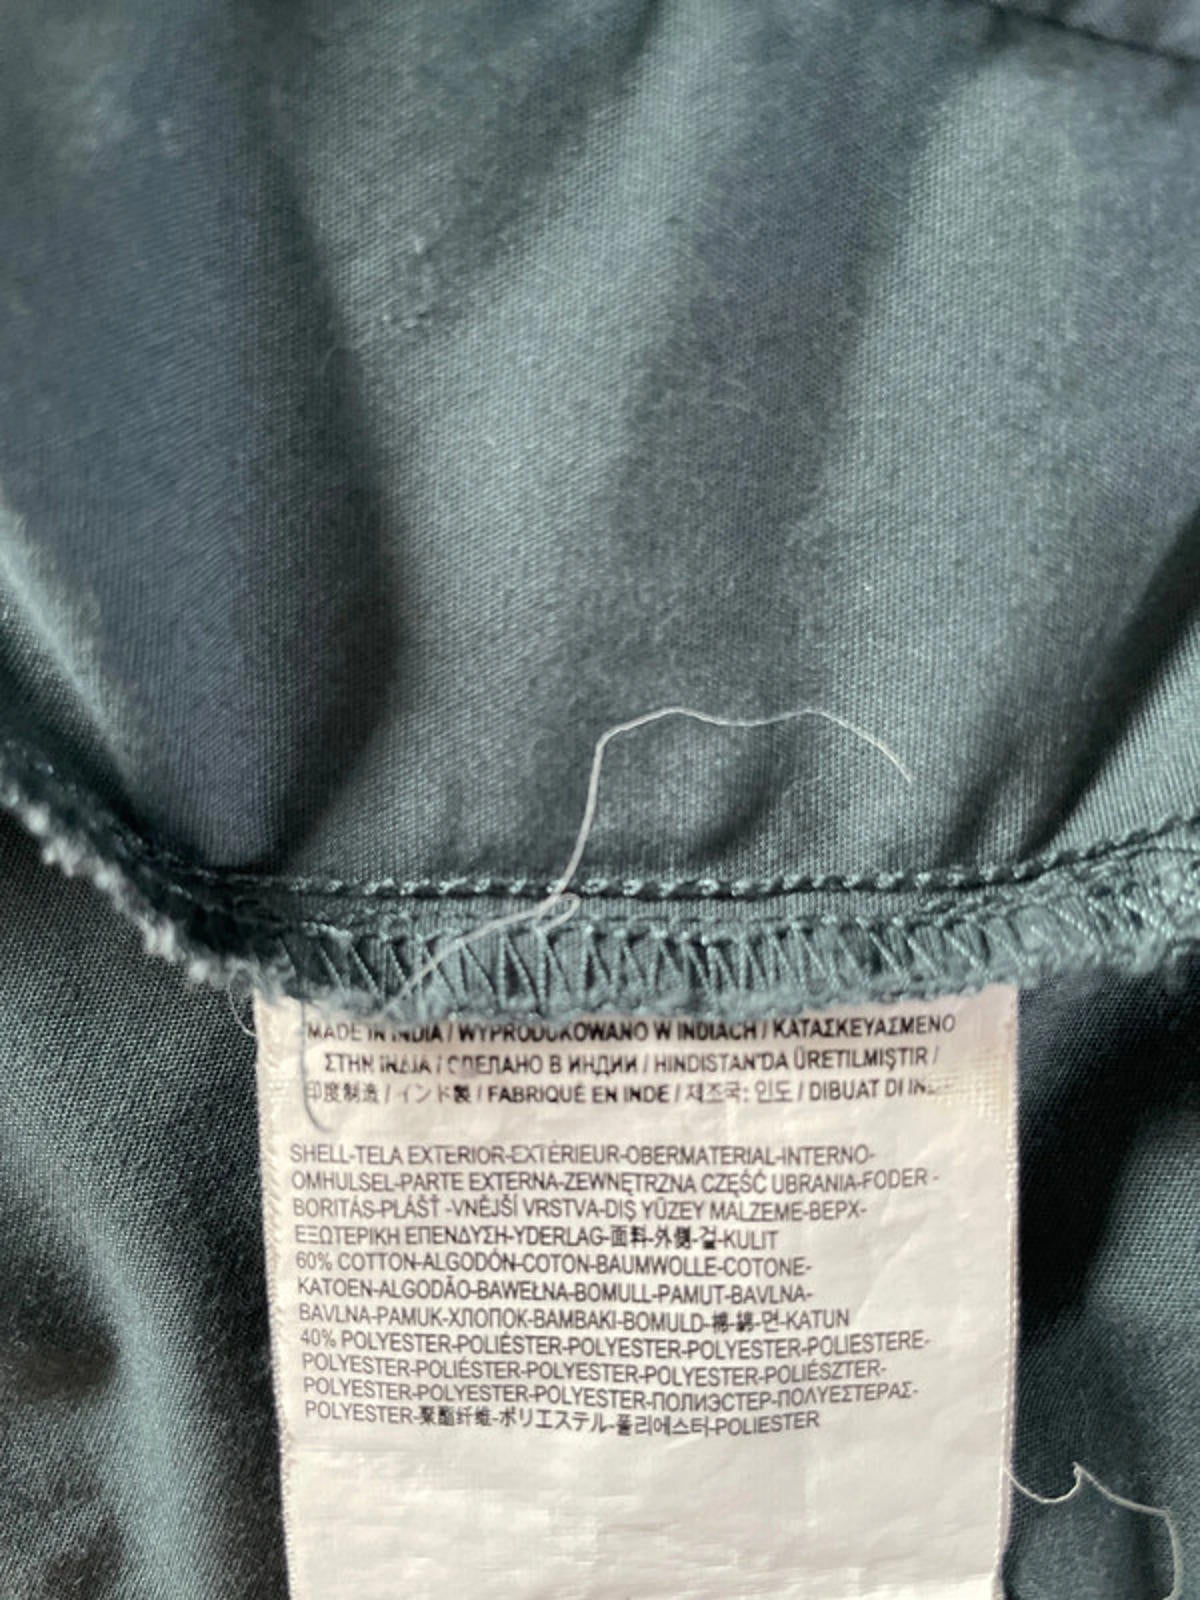 MADE IN INDIA / WYPRODUKOWANO W INDIACH / ΚΑΤΑΣΚΕΥΑΣΜΕΝΟ
ΣΤΗΝ ΙΝΔΙΑ / СДЕЛАНО В ИНДИИ / HINDISTAN'DA ÜRETILMIŞTIR /
印度制造 / インド製 / FABRIQUÉ EN INDE / 제조국: 인도 / DIBUAT DI
SHELL-TELA EXTERIOR-EXTÉRIEUR-OBERMATERIAL-INTERNO-
OMHULSEL-PARTE EXTERNA-ZEWNĘTRZNA CZĘŚĆ UBRANIA-FODER-
BORITÁS-PLÁŠŤ -VNĚJŠÍ VRSTVA-DIŞ YÜZEY MALZEME-ВЕРХ-
ΕΞΩΤΕΡΙΚΗ ΕΠΕΝΔΥΣΗ-YDERLAG-面料-外側-겉-KULIT
60% COTTON-ALGODÓN-COTON-BAUMWOLLE-COTONE-
KATOEN-ALGODÃO-BAWEŁNA-BOMULL-PAMUT-BAVLNA-
BAVLNA-PAMUK-ХЛОПОК-ΒΑΜΒΑΚΙ-BOMULD-棉-綿-면-KATUN
40% POLYESTER-POLIÉSTER-POLYESTER-POLYESTER-POLIESTERE-
POLYESTER-POLIÉSTER-POLYESTER-POLYESTER-POLIÉSZTER-
POLYESTER-POLYESTER-POLYESTER-ПОЛИЭСТЕР-ΠΟΛΥΕΣΤΕΡΑΣ-
POLYESTER-聚酯纤维-ポリエステル-폴리에스터-POLIESTER